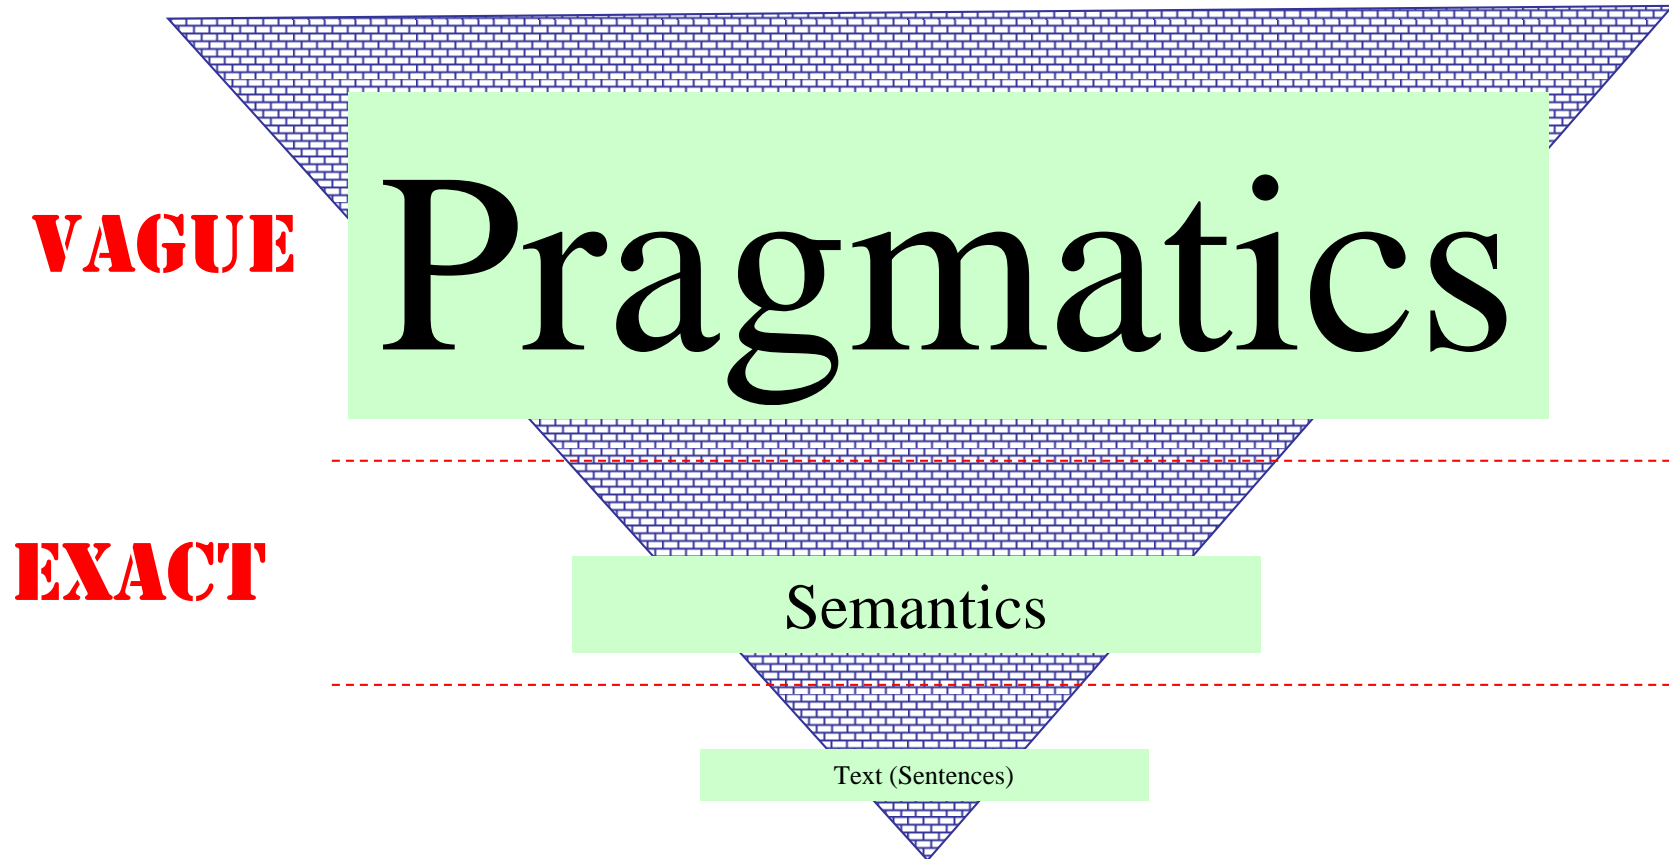 VAGUE
Pragmatics
EXACT
Semantics
Text (Sentences)